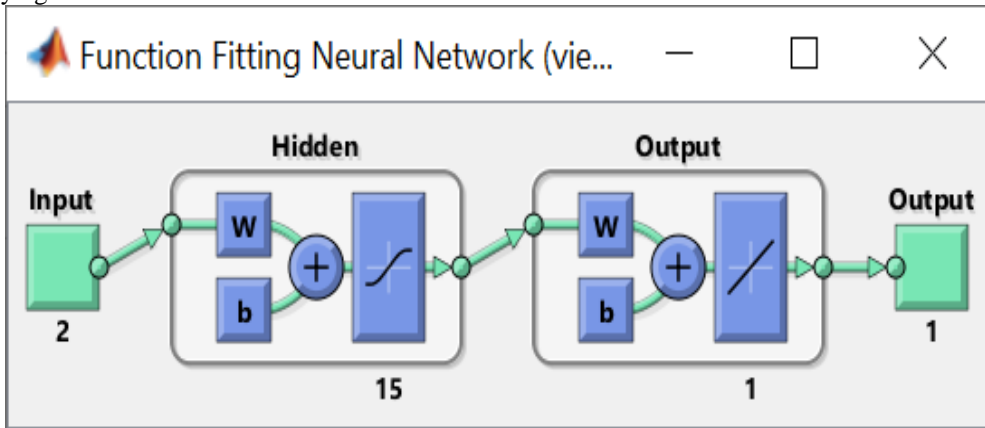 Function Fitting Neural Network (vie...
Hidden
Output
Input
Output
W
W
+
+
b
b
2
1
15
1